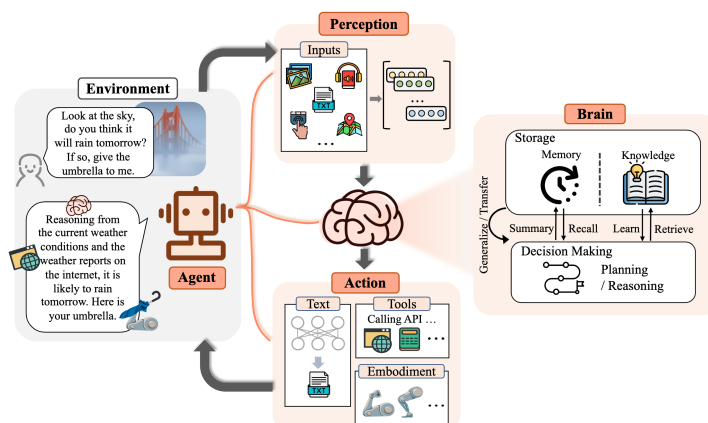 Perception
Inputs
TXT
...
Environment
Look at the sky,
do you think it
will rain tomorrow?
If so, give the
umbrella to me.
Reasoning from
the current weather
conditions and the
weather reports on
the internet, it is
likely to rain
tomorrow. Here is
your umbrella.
Agent
Action
Text
TXT
Tools
Calling API ...
...
Embodiment
...
Brain
Storage
Memory
Knowledge
Generalize / Transfer
Summary
Recall
Learn
Retrieve
Decision Making
Planning
/ Reasoning